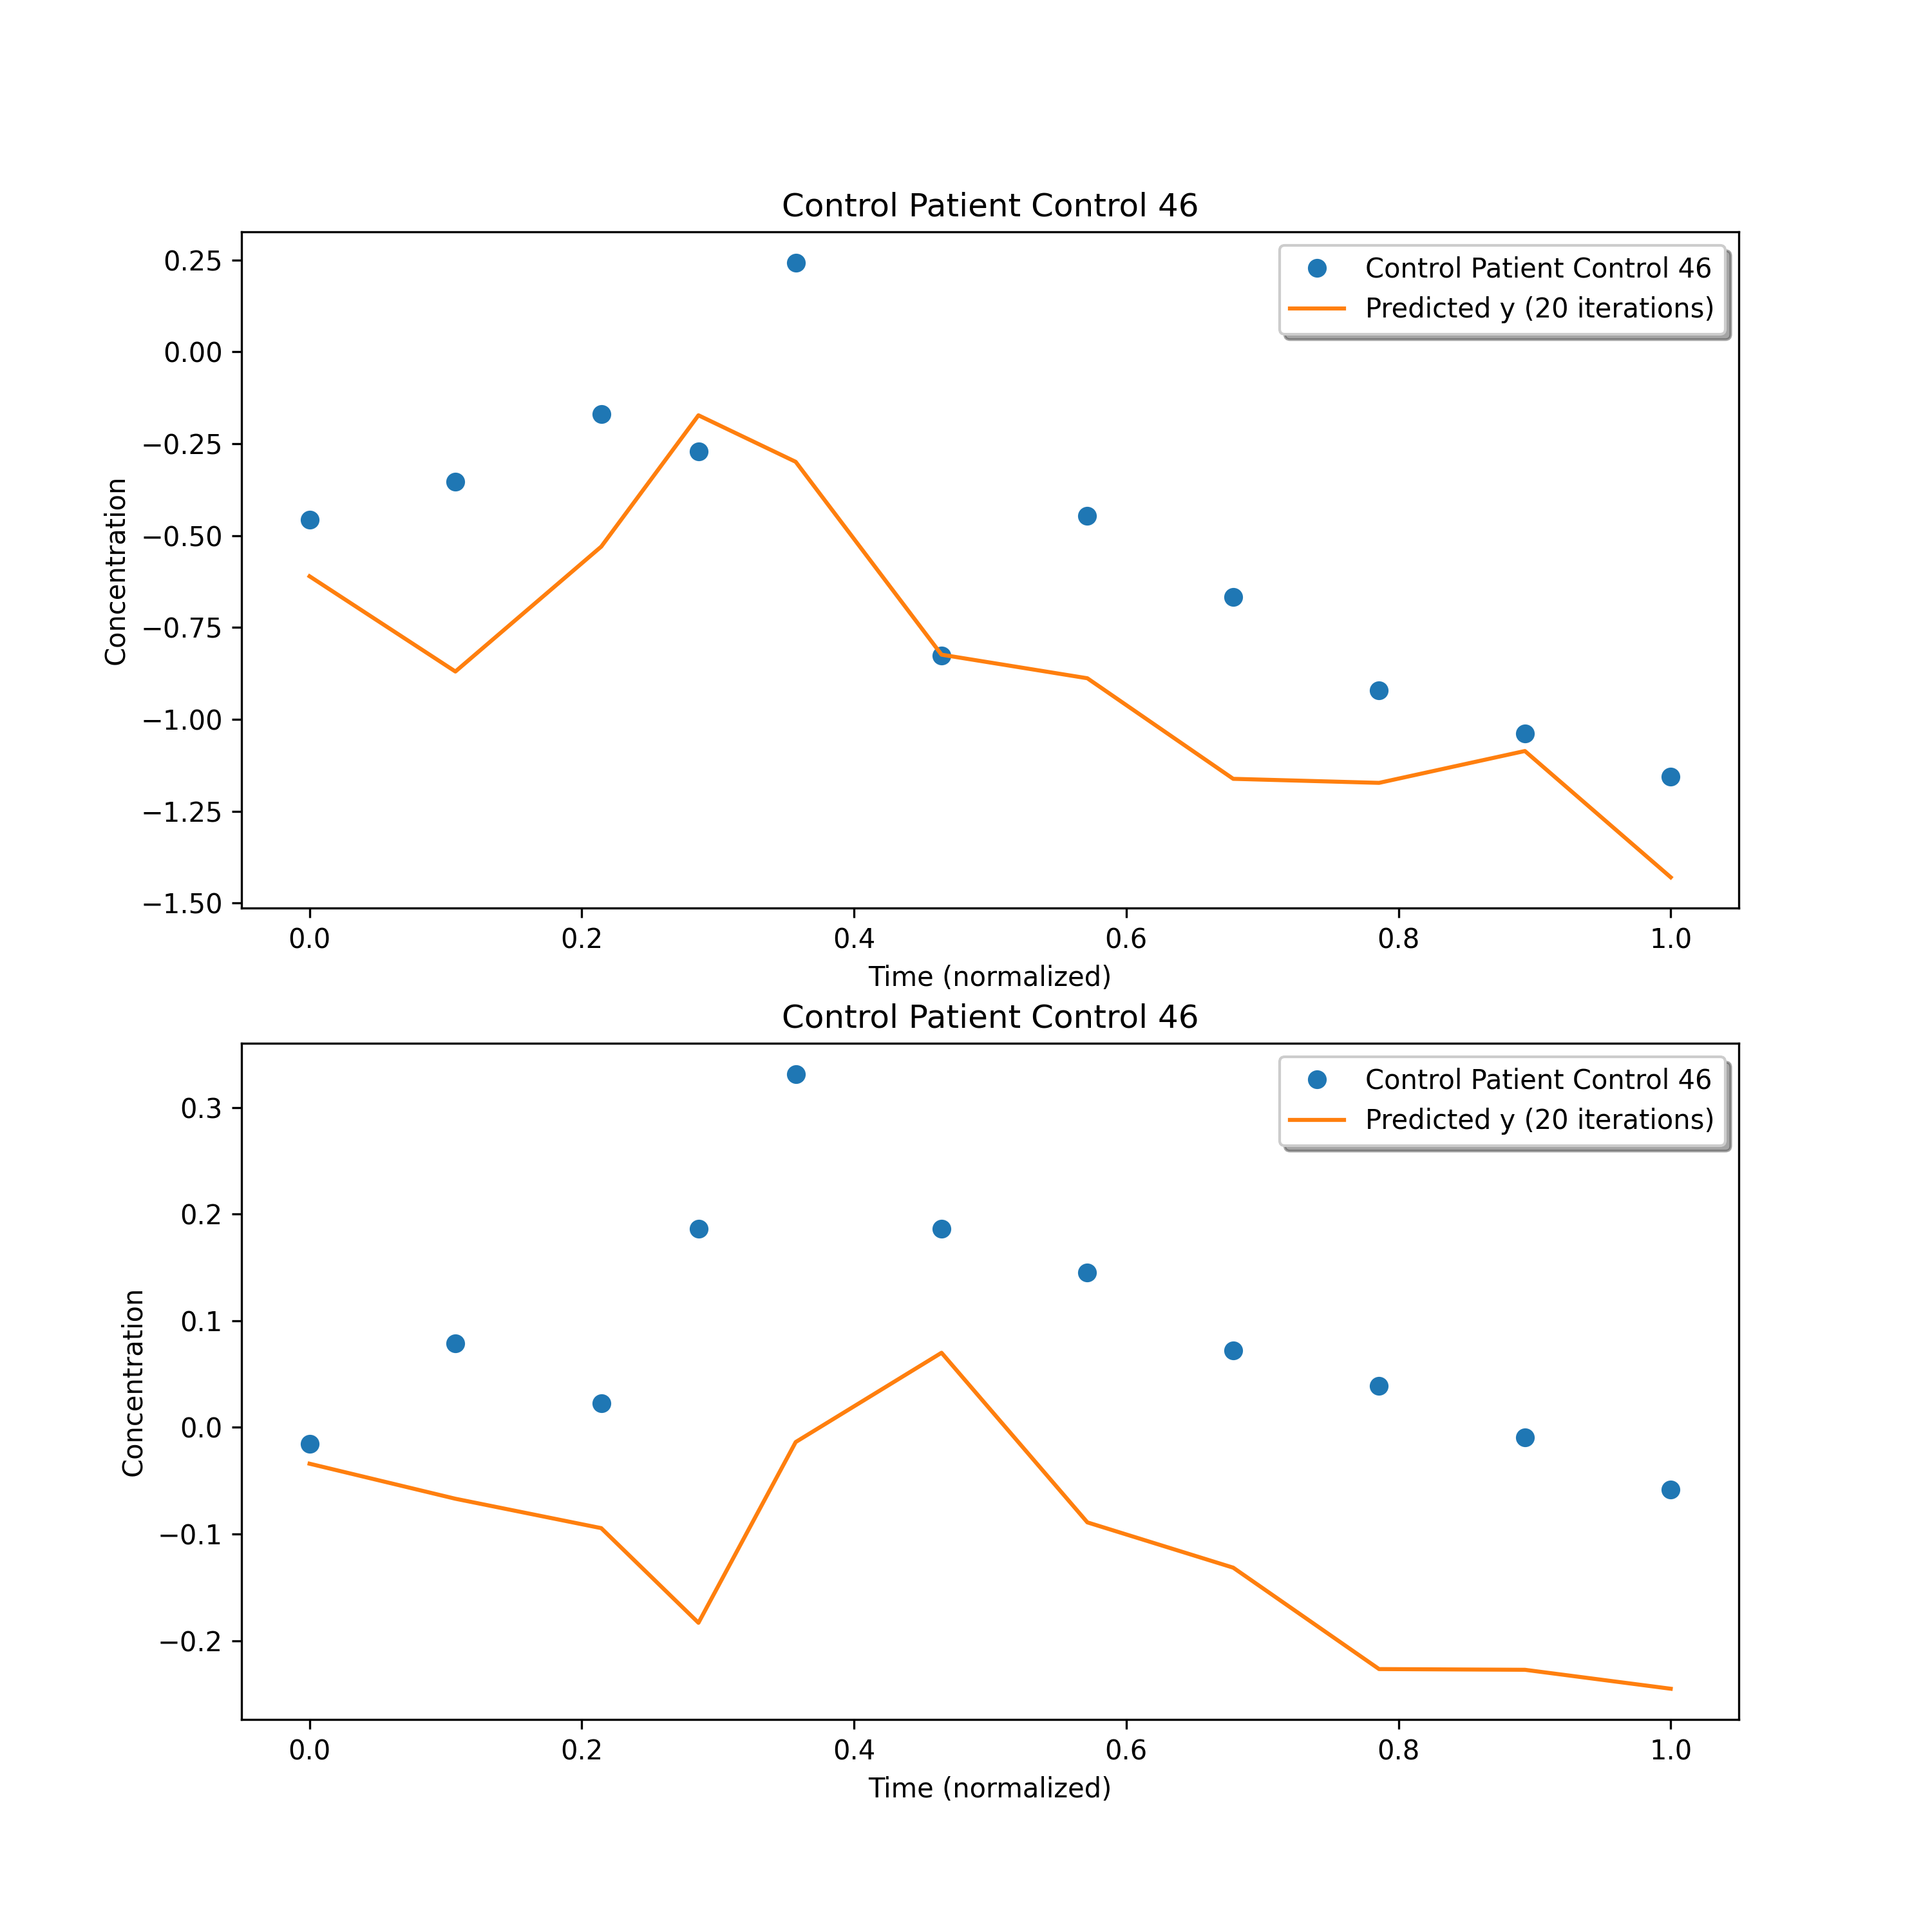 Control Patient Control 46
Control Patient Control 46
Predicted y (20 iterations)
0.25
0.00
−0.25
−0.50
−0.75
−1.00
−1.25
−1.50
Concentration
0.0 0.2 0.4 0.6 0.8 1.0
Time (normalized)
Control Patient Control 46
Control Patient Control 46
Predicted y (20 iterations)
0.3
0.2
0.1
0.0
−0.1
−0.2
Concentration
0.0 0.2 0.4 0.6 0.8 1.0
Time (normalized)